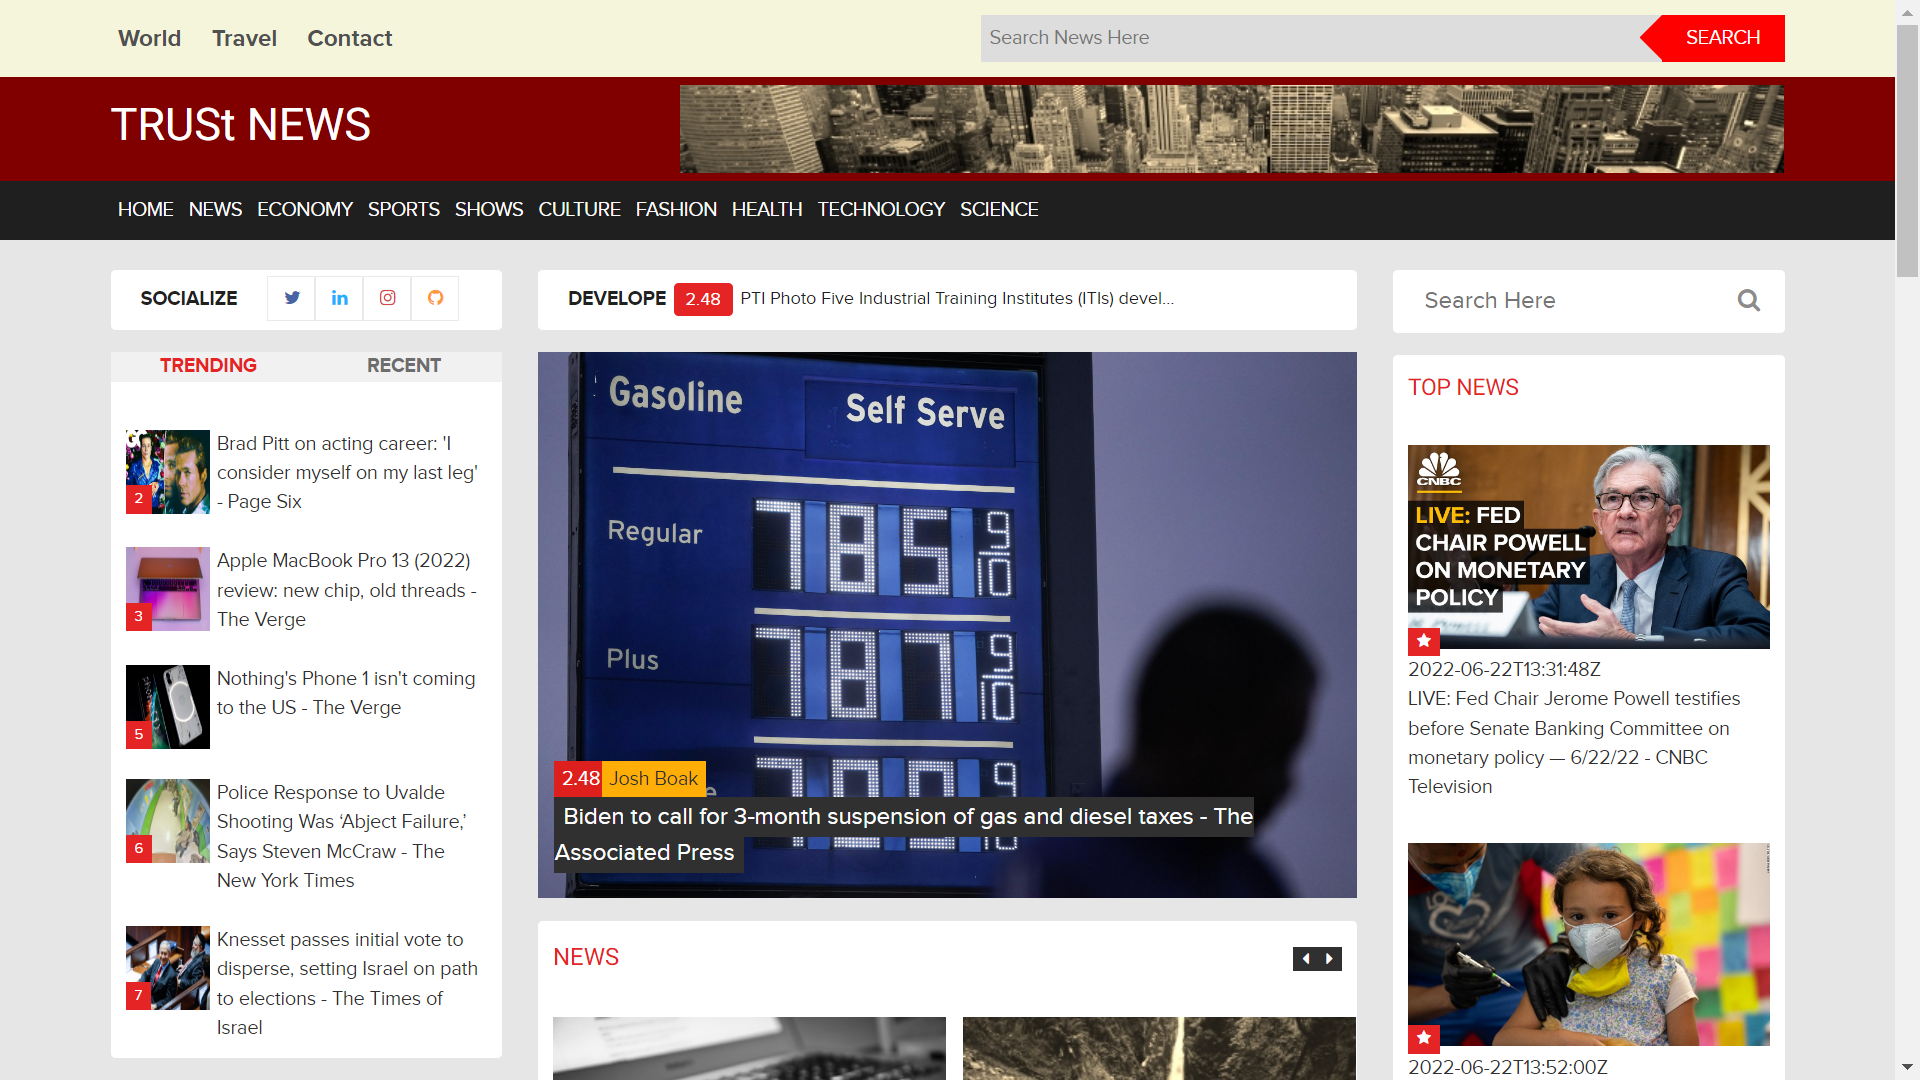 World Travel Contact
Search News Here
SEARCH
TRUSt NEWS
HOME NEWS ECONOMY SPORTS SHOWS CULTURE FASHION HEALTH TECHNOLOGY SCIENCE
SOCIALIZE
TRENDING RECENT
2
Brad Pitt on acting career: 'I
consider myself on my last leg'
- Page Six
3
Apple MacBook Pro 13 (2022)
review: new chip, old threads -
The Verge
5
Nothing's Phone 1 isn't coming
to the US - The Verge
6
Police Response to Uvalde
Shooting Was ‘Abject Failure,’
Says Steven McCraw - The
New York Times
7
Knesset passes initial vote to
disperse, setting Israel on path
to elections - The Times of
Israel
DEVELOPE 2.48 PTI Photo Five Industrial Training Institutes (ITIs) devel...
Gasoline
Self Serve
Regular 785 9/10
Plus 787 9/10
2.48 Josh Boak
Biden to call for 3-month suspension of gas and diesel taxes - The
Associated Press
NEWS
Search Here
TOP NEWS
CNBC
LIVE: FED
CHAIR POWELL
ON MONETARY
POLICY
2022-06-22T13:31:48Z
LIVE: Fed Chair Jerome Powell testifies
before Senate Banking Committee on
monetary policy — 6/22/22 - CNBC
Television
2022-06-22T13:52:00Z